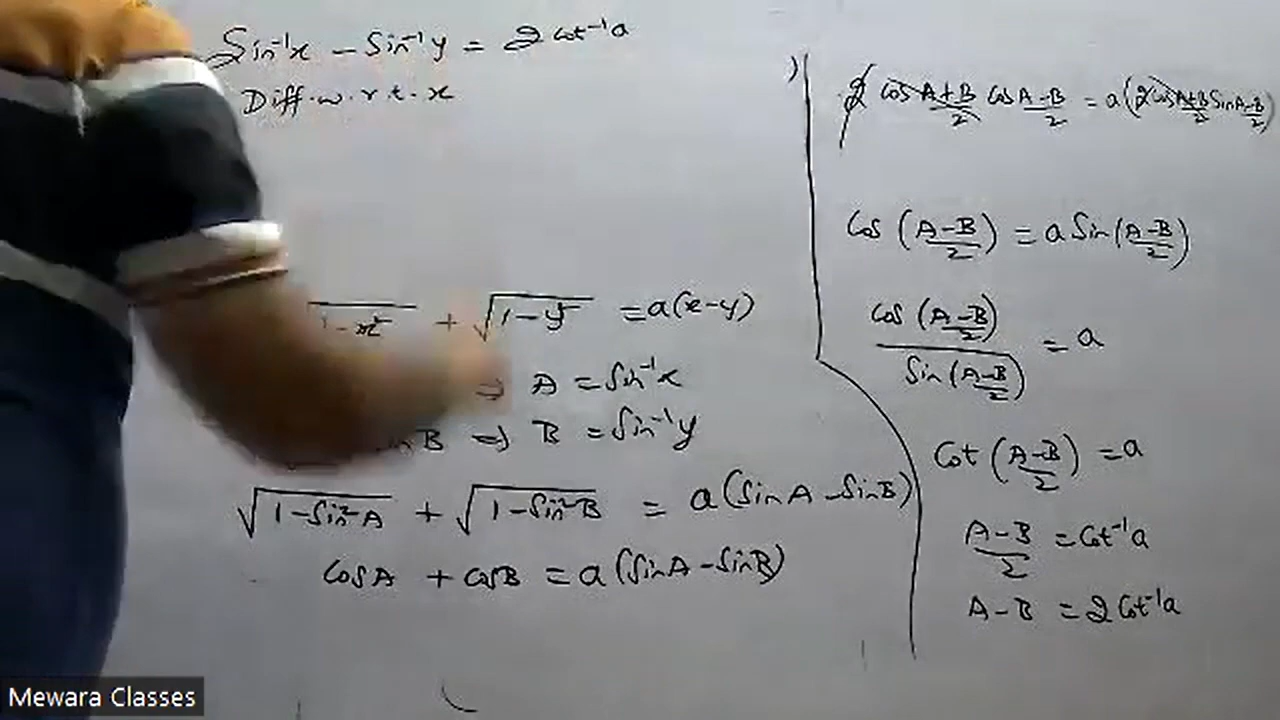 Sin⁻¹x – Sin⁻¹y = 2 Cot⁻¹a
Diff. w. r. t. x
1-x² + √(1-y²) = a(x-y)
⇒ A = Sin⁻¹x
B ⇒ B = Sin⁻¹y
√(1-Sin²A) + √(1-Sin²B) = a(SinA - SinB)
CosA + CosB = a(SinA - SinB)
2 Cos (A+B)/2 Cos (A-B)/2 = a(2 Cos (A+B)/2 Sin (A-B)/2)
Cos ((A-B)/2) = a Sin((A-B)/2)
Cos ((A-B)/2) / Sin ((A-B)/2) = a
Cot ((A-B)/2) = a
(A-B)/2 = Cot⁻¹a
A-B = 2 Cot⁻¹a
Mewara Classes